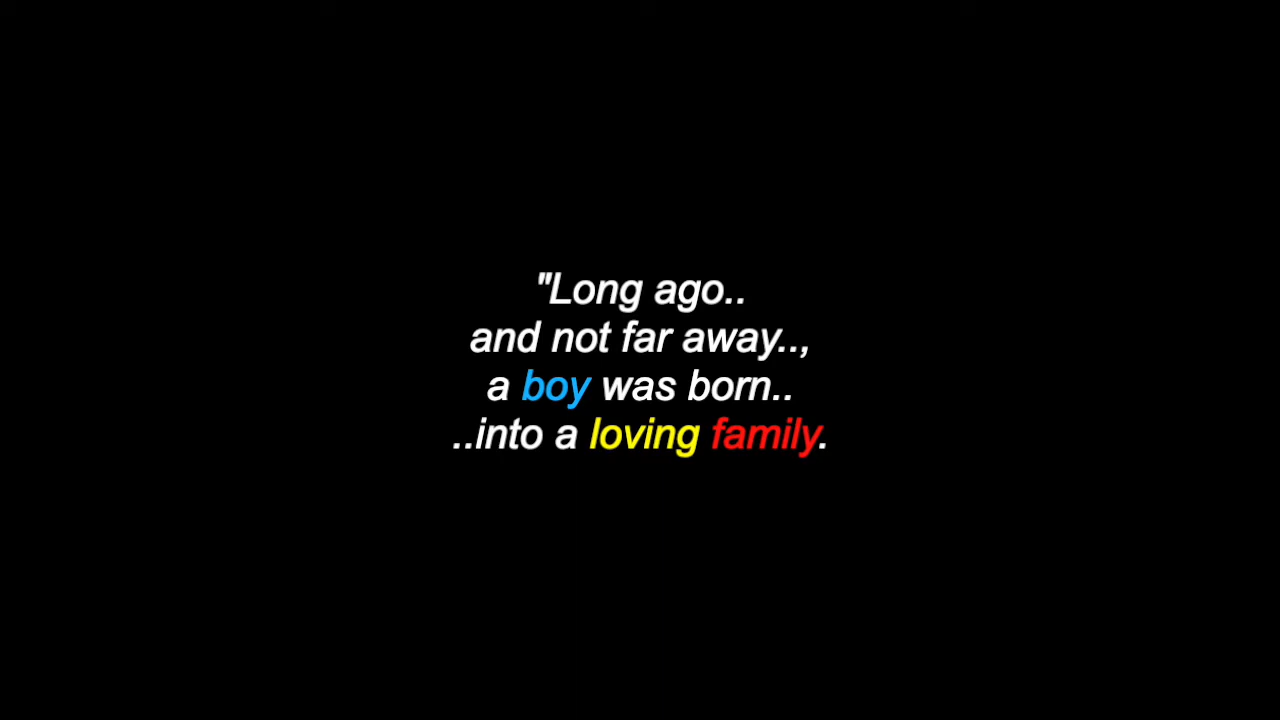 "Long ago..
and not far away..,
a boy was born..
..into a loving family.